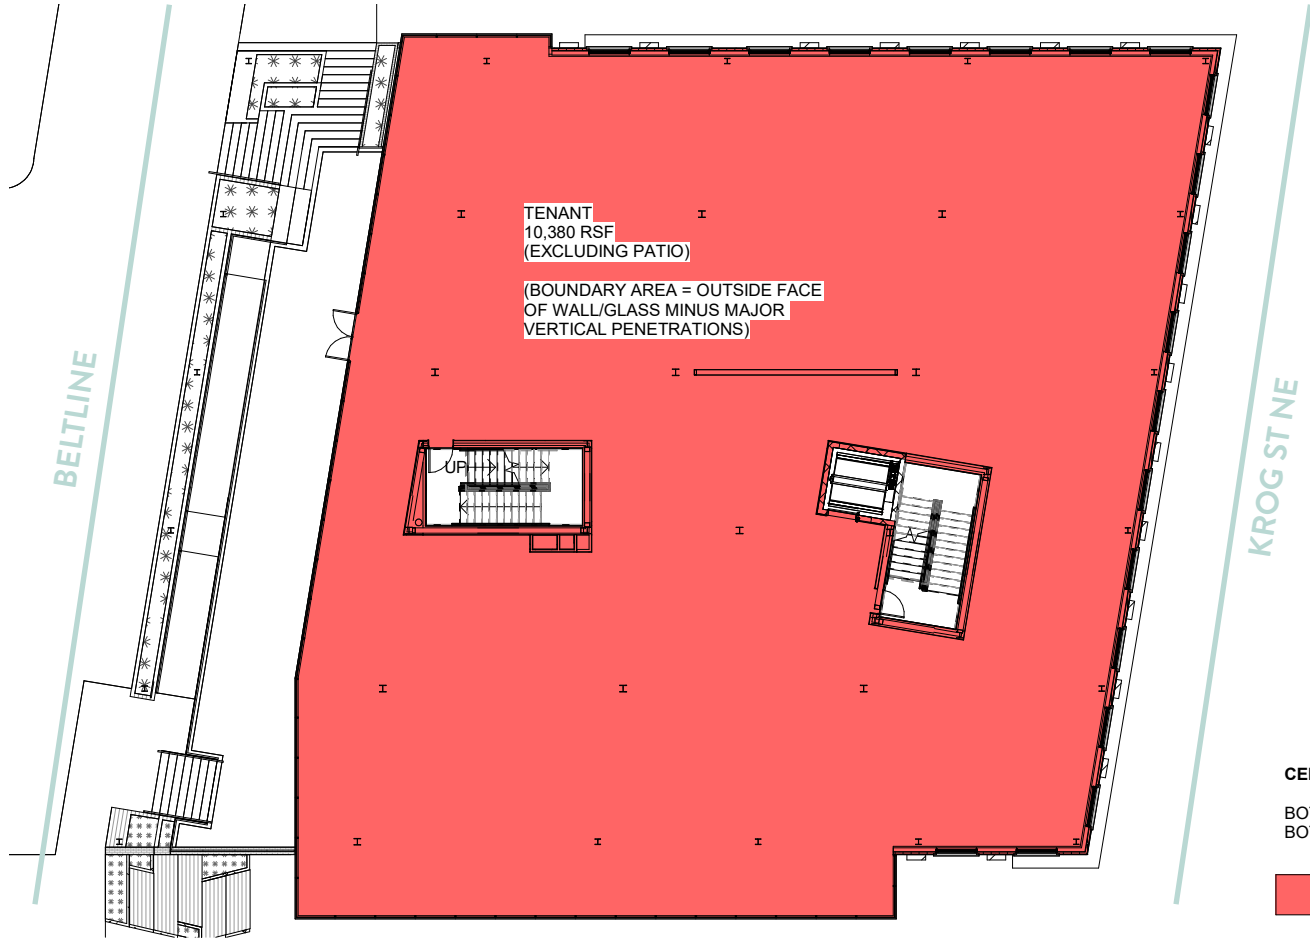 TENANT
10,380 RSF
(EXCLUDING PATIO)
(BOUNDARY AREA = OUTSIDE FACE
OF WALL/GLASS MINUS MAJOR
VERTICAL PENETRATIONS)
BELTLINE
UP
KROG ST NE